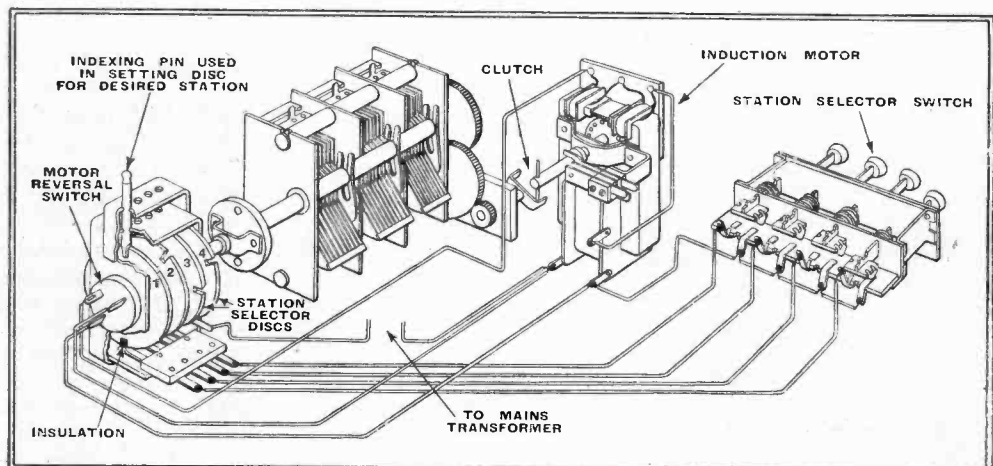 INDEXING PIN USED
IN SETTING DISC
FOR DESIRED STATION
CLUTCH
INDUCTION MOTOR
STATION SELECTOR SWITCH
MOTOR
REVERSAL
SWITCH
1
2
3
4
STATION
SELECTOR
DISCS
INSULATION
TO MAINS
TRANSFORMER